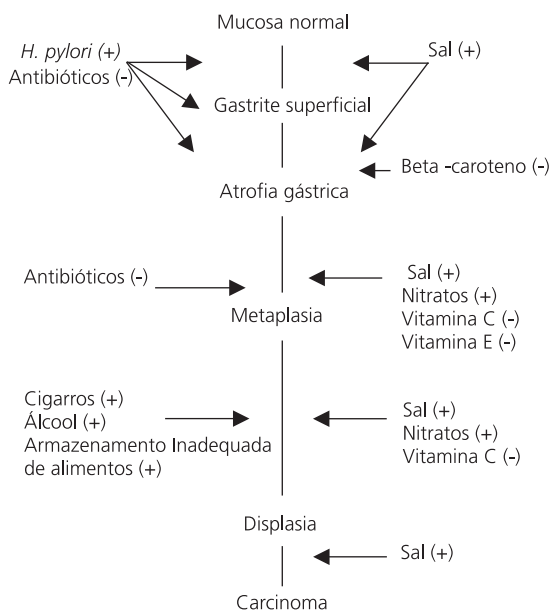 Mucosa normal
H. pylori (+)
Antibióticos (-)
Sal (+)
Gastrite superficial
Beta -caroteno (-)
Atrofia gástrica
Antibióticos (-)
Sal (+)
Nitratos (+)
Vitamina C (-)
Vitamina E (-)
Metaplasia
Cigarros (+)
Álcool (+)
Armazenamento Inadequada
de alimentos (+)
Sal (+)
Nitratos (+)
Vitamina C (-)
Displasia
Sal (+)
Carcinoma